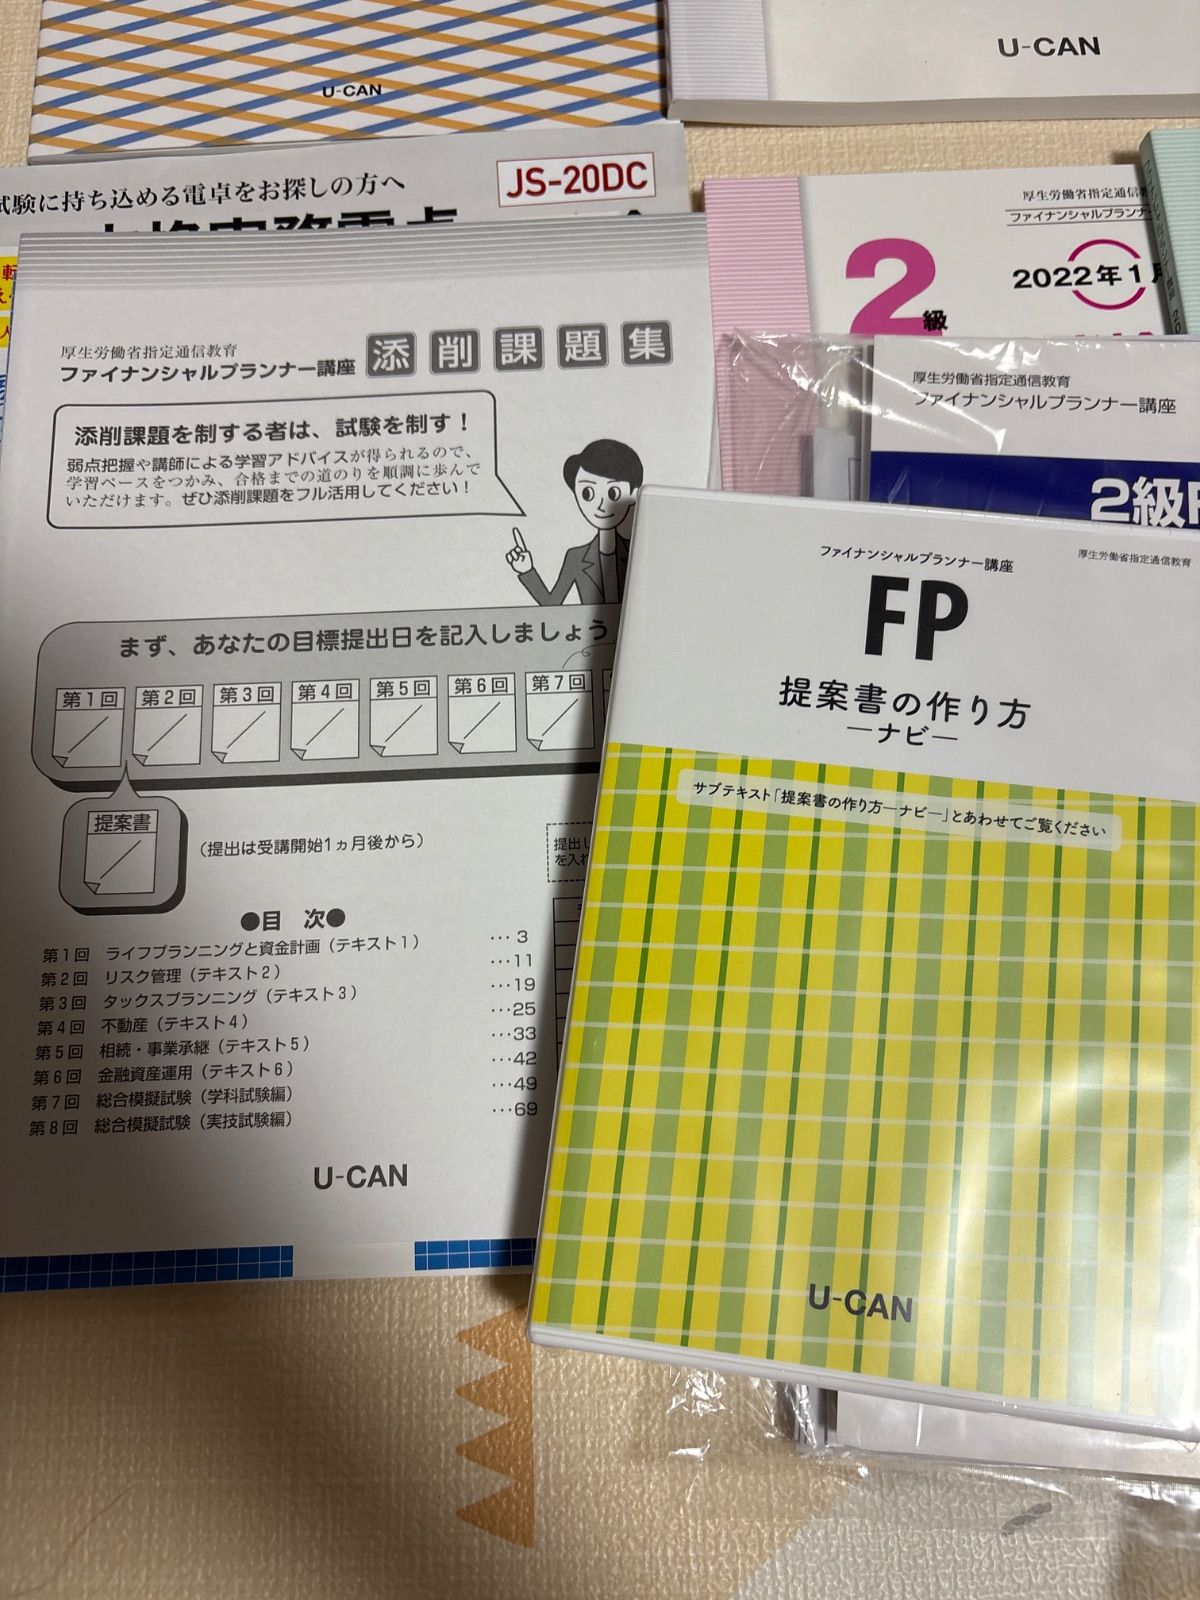 U-CAN
U-CAN
試験に持ち込める電卓をお探しの方へ
JS-20DC
厚生労働省指定通信教育
ファイナンシャルプランナー講座
添削課題集
添削課題を制する者は、試験を制す！
弱点把握や講師による学習アドバイスが得られるので、
学習ペースをつかみ、合格までの道のりを順調に歩んで
いただけます。ぜひ添削課題をフル活用してください！
まず、あなたの目標提出日を記入しましょう
第1回 第2回 第3回 第4回 第5回 第6回 第7回
提案書
（提出は受講開始1ヵ月後から）
●目 次●
第1回 ライフプランニングと資金計画（テキスト1） …3
第2回 リスク管理（テキスト2） …11
第3回 タックスプランニング（テキスト3） …19
第4回 不動産（テキスト4） …25
第5回 相続・事業承継（テキスト5） …33
第6回 金融資産運用（テキスト6） …42
第7回 総合模擬試験（学科試験編） …49
第8回 総合模擬試験（実技試験編） …69
U-CAN
厚生労働省指定通信教
ファイナンシャルプランナ
2級
2022年1月
厚生労働省指定通信教育
ファイナンシャルプランナー講座
2級F
ファイナンシャルプランナー講座
厚生労働省指定通信教育
FP
提案書の作り方
―ナビ―
サブテキスト「提案書の作り方―ナビ―」とあわせてご覧ください
U-CAN